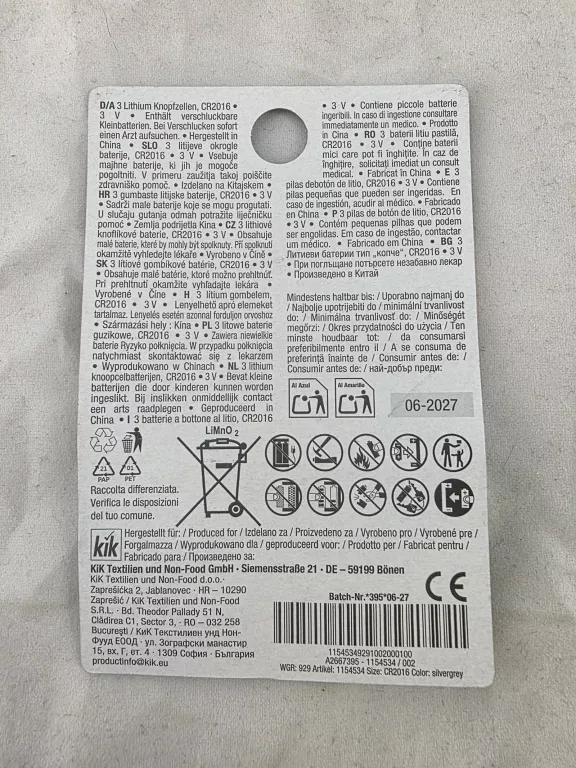 D/A 3 Lithium Knopfzellen, CR2016 •
3 V • Enthält verschluckbare
Kleinbatterien. Bei Verschlucken sofort
einen Arzt aufsuchen. • Hergestellt in
China • SLO 3 litijeve okrogle
baterije, CR2016 • 3 V • Vsebuje
majhne baterije, ki jih je mogoče
pogoltniti. V primeru zaužitja takoj poiščite
zdravniško pomoč. • Izdelano na Kitajskem •
HR 3 gumbaste litijske baterije, CR2016 • 3 V
• Sadrži male baterije koje se mogu progutati.
U slučaju gutanja odmah potražite liječničku
pomoć • Zemlja podrijetla Kina • CZ 3 lithiové
knoflíkové baterie, CR2016 • 3 V • Obsahuje
malé baterie, které by mohly být spolknuty. Při spolknutí
okamžitě vyhledejte lékaře • Vyrobeno v Číně •
SK 3 lítiové gombíkové batérie, CR2016 • 3 V
• Obsahuje malé batérie, ktoré možno prehltnúť.
Pri prehltnutí okamžite vyhľadajte lekára •
Vyrobené v Číne • H 3 lítium gombelem,
CR2016 • 3 V • Lenyelhető apró elemeket
tartalmaz. Lenyelés esetén azonnal forduljon orvoshoz
• Származási hely : Kína • PL 3 litowe baterie
guzikowe, CR2016 • 3 V • Zawiera niewielkie
baterie Ryzyko połknięcia. W przypadku połknięcia
natychmiast skontaktować się z lekarzem
• Wyprodukowano w Chinach • NL 3 lithium
knoopcelbatterijen, CR2016 • 3 V • Bevat kleine
batterijen die door kinderen kunnen worden
ingeslikt. Bij inslikken onmiddellijk contact
een arts raadplegen • Geproduceerd in
China • I 3 batterie a bottone al litio, CR2016
• 3 V • Contiene piccole batterie
ingeribili. In caso di ingestione consultare
immediatamente un medico. • Prodotto
in Cina • RO 3 baterii litiu pastilă,
CR2016 • 3 V • Conține baterii
mici care pot fi înghițite. În caz de
înghițire, solicitați imediat un consult
medical. • Fabricat în China • E 3
pilas debotón de litio, CR2016 • 3 V • Contiene
pilas pequeñas que pueden ser ingeridas. En
caso de ingestión, acudir al médico. • Fabricado
en China • P 3 pilas de botón de lítio, CR2016
• 3 V • Contém pequenas pilhas que podem
ser engolidas. Em caso de ingestão, contactar
um médico. • Fabricado em China • BG 3
Литиеви батерии тип „копче“, CR2016 • 3 V
• При поглъщане потърсете незабавно лекар
• Произведено в Китай
Mindestens haltbar bis: / Uporabno najmanj do
/ Najbolje upotrijebiti do / minimální trvanlivost
do: / Minimálna trvanlivosť do: / Minőségét
megőrzi: / Okres przydatności do użycia / Ten
minste houdbaar tot: / da consumarsi
preferibilmente entro il / A se consuma de
preferință înainte de / Consumir antes de: /
Consumir antes de: / най-добър преди:
Al Azul
Al Amarillo
06-2027
LiMnO2
21
PAP
01
PET
Raccolta differenziata.
Verifica le disposizioni
del tuo comune.
kik
Hergestellt für: / Produced for / Izdelano za / Proizvedeno za / Vyrobeno pro / Vyrobené pre /
Forgalmazza / Wyprodukowano dla / geproduceerd voor: / Prodotto per / Fabricat pentru /
Fabricado para / Произведено за:
KiK Textilien und Non-Food GmbH • Siemensstraße 21 • DE – 59199 Bönen
KiK Textilien und Non-Food d.o.o.·
Zaprešićka 2, Jablanovec · HR – 10290
Zaprešić / KiK Textilien und Non-Food
S.R.L. · Bd. Theodor Pallady 51 N,
Clădirea C1, Sector 3, · RO – 032 258
București / КиК Текстилиен унд Нон-
Фууд ЕООД · ул. Зографски манастир
15, вх. Г, ет. 4 · 1309 София · България
productinfo@kik.eu
Batch-Nr.*395*06-27
CE
11545349291002000100
A2667395 - 1154534 / 002
WGR: 929 Artikel: 1154534 Size: CR2016 Color: silvergrey